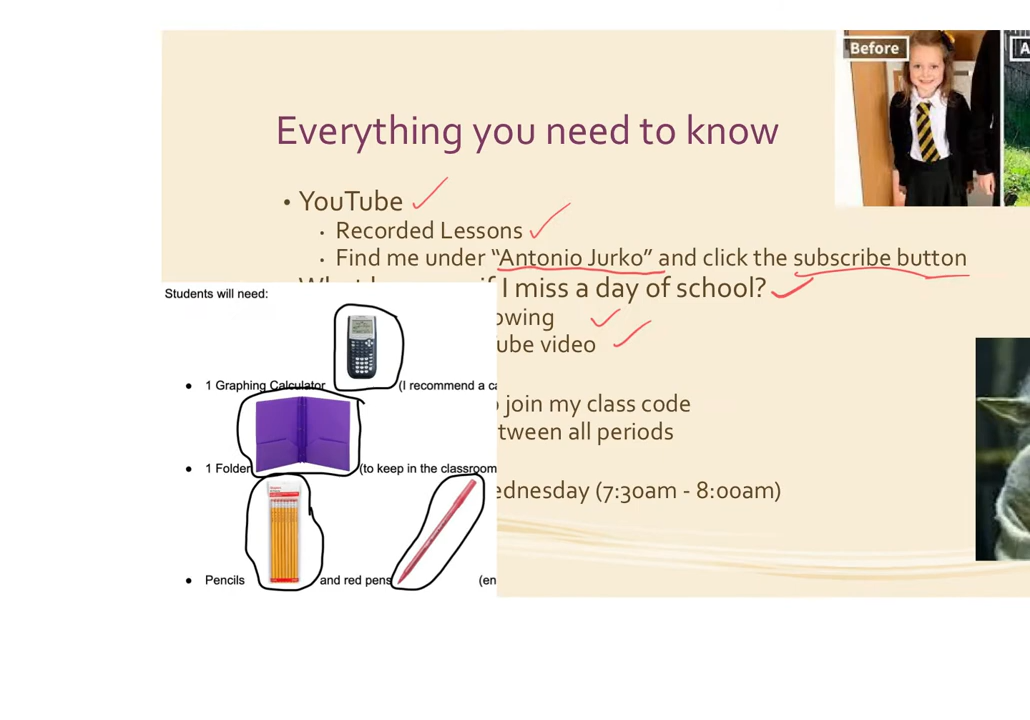 Before
A
Everything you need to know
• YouTube
• Recorded Lessons
• Find me under “Antonio Jurko” and click the subscribe button
I miss a day of school?
Students will need:
owing
ube video
● 1 Graphing Calculator (I recommend a ca
join my class code
tween all periods
● 1 Folder (to keep in the classroom
ednesday (7:30am - 8:00am)
● Pencils and red pens (en